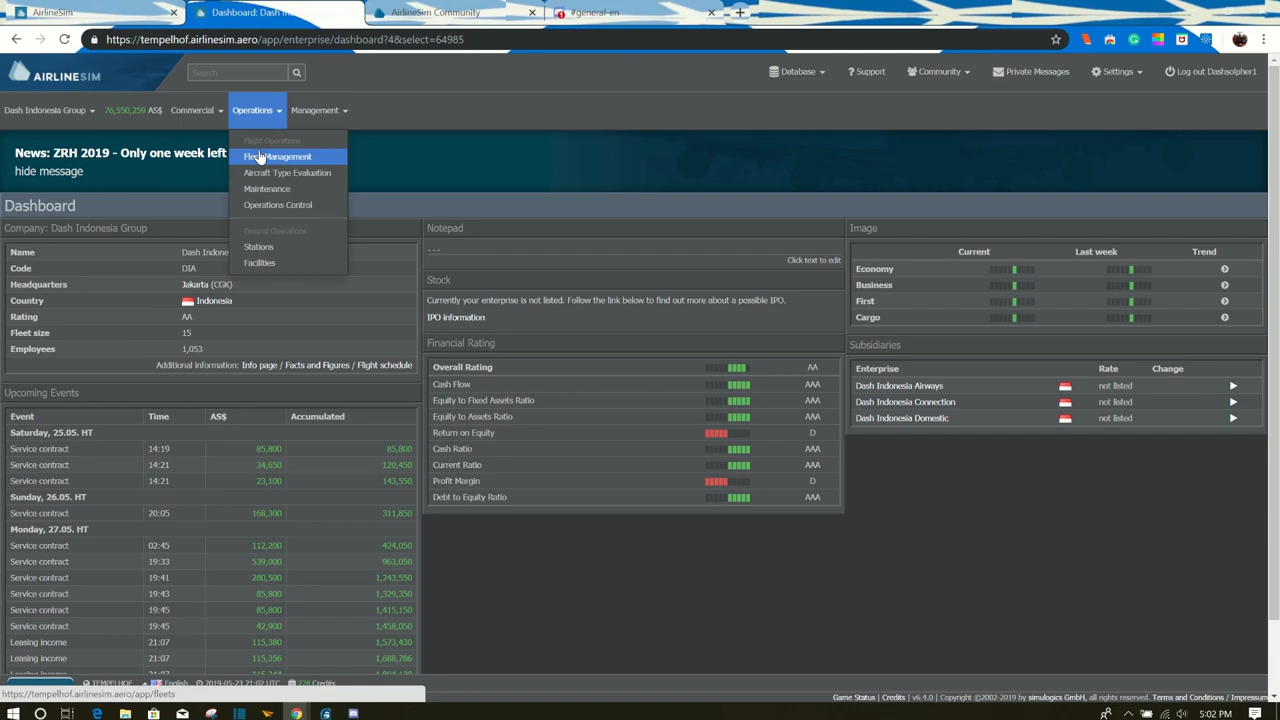 AirlineSim
Dashboard: Dash In
AirlineSim Community
#general-en
https://tempelhof.airlinesim.aero/app/enterprise/dashboard?4&select=64985
AIRLINESIM
Search
Database
Support
Community
Private Messages
Settings
Log out Dashsolpher1
Dash Indonesia Group
76,550,259 AS$
Commercial
Operations
Management
Flight Operations
Fleet Management
Aircraft Type Evaluation
Maintenance
Operations Control
Ground Operations
Stations
Facilities
News: ZRH 2019 - Only one week left
hide message
Dashboard
Company: Dash Indonesia Group
Name Dash Indone
Code DIA
Headquarters Jakarta (CGK)
Country Indonesia
Rating AA
Fleet size 15
Employees 1,053
Additional information: Info page / Facts and Figures / Flight schedule
Upcoming Events
Event Time AS$ Accumulated
Saturday, 25.05. HT
Service contract 14:19 85,800 85,800
Service contract 14:21 34,650 120,450
Service contract 14:21 23,100 143,550
Sunday, 26.05. HT
Service contract 20:05 168,300 311,850
Monday, 27.05. HT
Service contract 02:45 112,200 424,050
Service contract 19:33 539,000 963,050
Service contract 19:41 280,500 1,243,550
Service contract 19:43 85,800 1,329,350
Service contract 19:45 85,800 1,415,150
Service contract 19:45 42,900 1,458,050
Leasing income 21:07 115,380 1,573,430
Leasing income 21:07 115,356 1,688,786
Notepad
---
Click text to edit
Stock
Currently your enterprise is not listed. Follow the link below to find out more about a possible IPO.
IPO information
Financial Rating
Overall Rating AA
Cash Flow AAA
Equity to Fixed Assets Ratio AAA
Equity to Assets Ratio AAA
Return on Equity D
Cash Ratio AAA
Current Ratio AAA
Profit Margin D
Debt to Equity Ratio AAA
Image
Current Last week Trend
Economy
Business
First
Cargo
Subsidiaries
Enterprise Rate Change
Dash Indonesia Airways not listed
Dash Indonesia Connection not listed
Dash Indonesia Domestic not listed
TEMPELHOF English 2019-05-23 21:02 UTC 228 Credits
https://tempelhof.airlinesim.aero/app/fleets
Game Status | Credits | v6.4.0 | Copyright ©2002-2019 by simulogics GmbH, my flights. Terms and Conditions / Impressum
5:02 PM